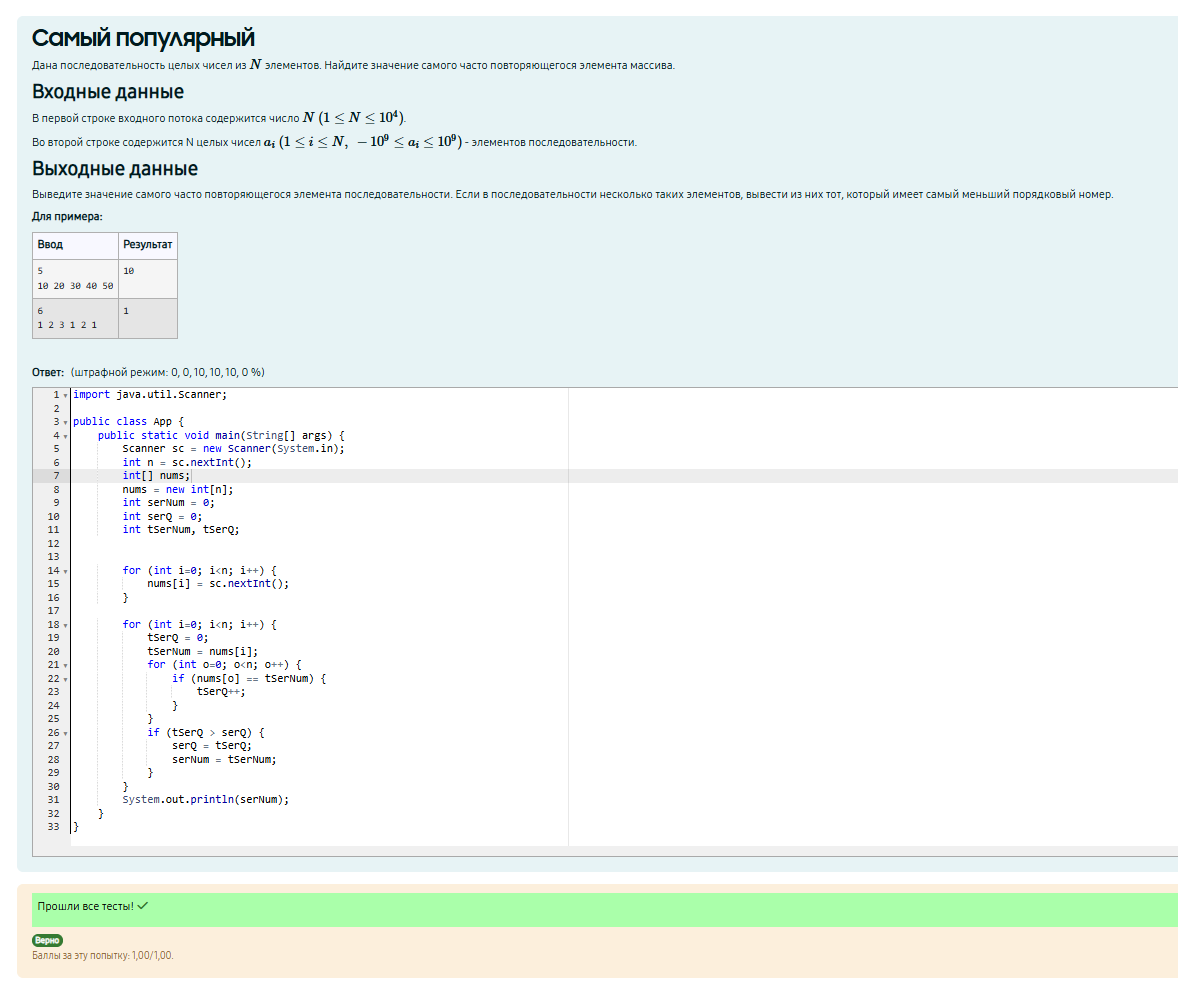 Самый популярный
Дана последовательность целых чисел из N элементов. Найдите значение самого часто повторяющегося элемента массива.
Входные данные
В первой строке входного потока содержится число N (1 ≤ N ≤ 10⁴).
Во второй строке содержится N целых чисел aᵢ (1 ≤ i ≤ N, −10⁹ ≤ aᵢ ≤ 10⁹) - элементов последовательности.
Выходные данные
Выведите значение самого часто повторяющегося элемента последовательности. Если в последовательности несколько таких элементов, вывести из них тот, который имеет самый меньший порядковый номер.
Для примера:
Ввод Результат
5 10
10 20 30 40 50
6 1
1 2 3 1 2 1
Ответ: (штрафной режим: 0, 0, 10, 10, 10, 0 %)
1 import java.util.Scanner;
2
3 public class App {
4     public static void main(String[] args) {
5         Scanner sc = new Scanner(System.in);
6         int n = sc.nextInt();
7         int[] nums;
8         nums = new int[n];
9         int serNum = 0;
10         int serQ = 0;
11         int tSerNum, tSerQ;
12
13
14         for (int i=0; i<n; i++) {
15             nums[i] = sc.nextInt();
16         }
17
18         for (int i=0; i<n; i++) {
19             tSerQ = 0;
20             tSerNum = nums[i];
21             for (int o=0; o<n; o++) {
22                 if (nums[o] == tSerNum) {
23                     tSerQ++;
24                 }
25             }
26             if (tSerQ > serQ) {
27                 serQ = tSerQ;
28                 serNum = tSerNum;
29             }
30         }
31         System.out.println(serNum);
32     }
33 }
Прошли все тесты! ✓
Верно
Баллы за эту попытку: 1,00/1,00.